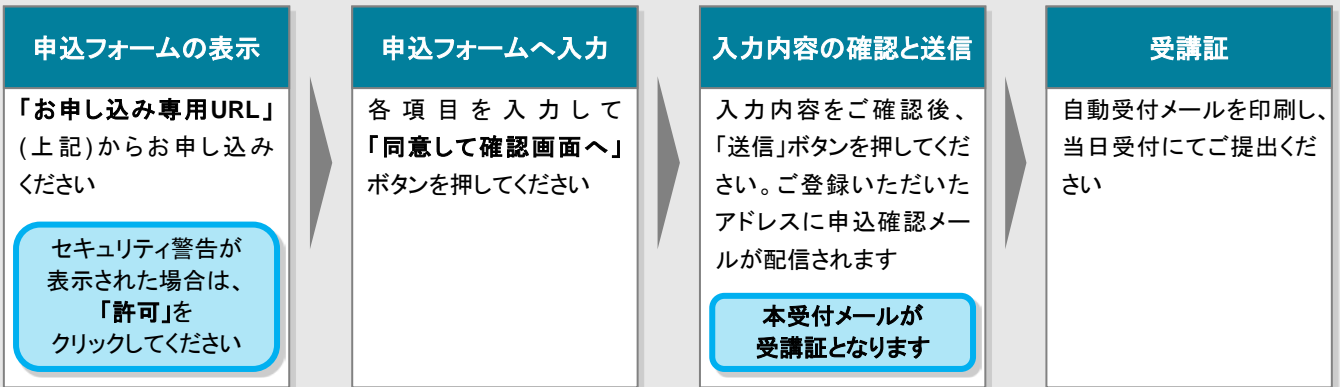 申込フォームの表示
「お申し込み専用URL」
(上記)からお申し込み
ください
セキュリティ警告が
表示された場合は、
「許可」を
クリックしてください
申込フォームへ入力
各項目を入力して
「同意して確認画面へ」
ボタンを押してください
入力内容の確認と送信
入力内容をご確認後、
「送信」ボタンを押してくだ
さい。ご登録いただいた
アドレスに申込確認メー
ルが配信されます
本受付メールが
受講証となります
受講証
自動受付メールを印刷し、
当日受付にてご提出くだ
さい